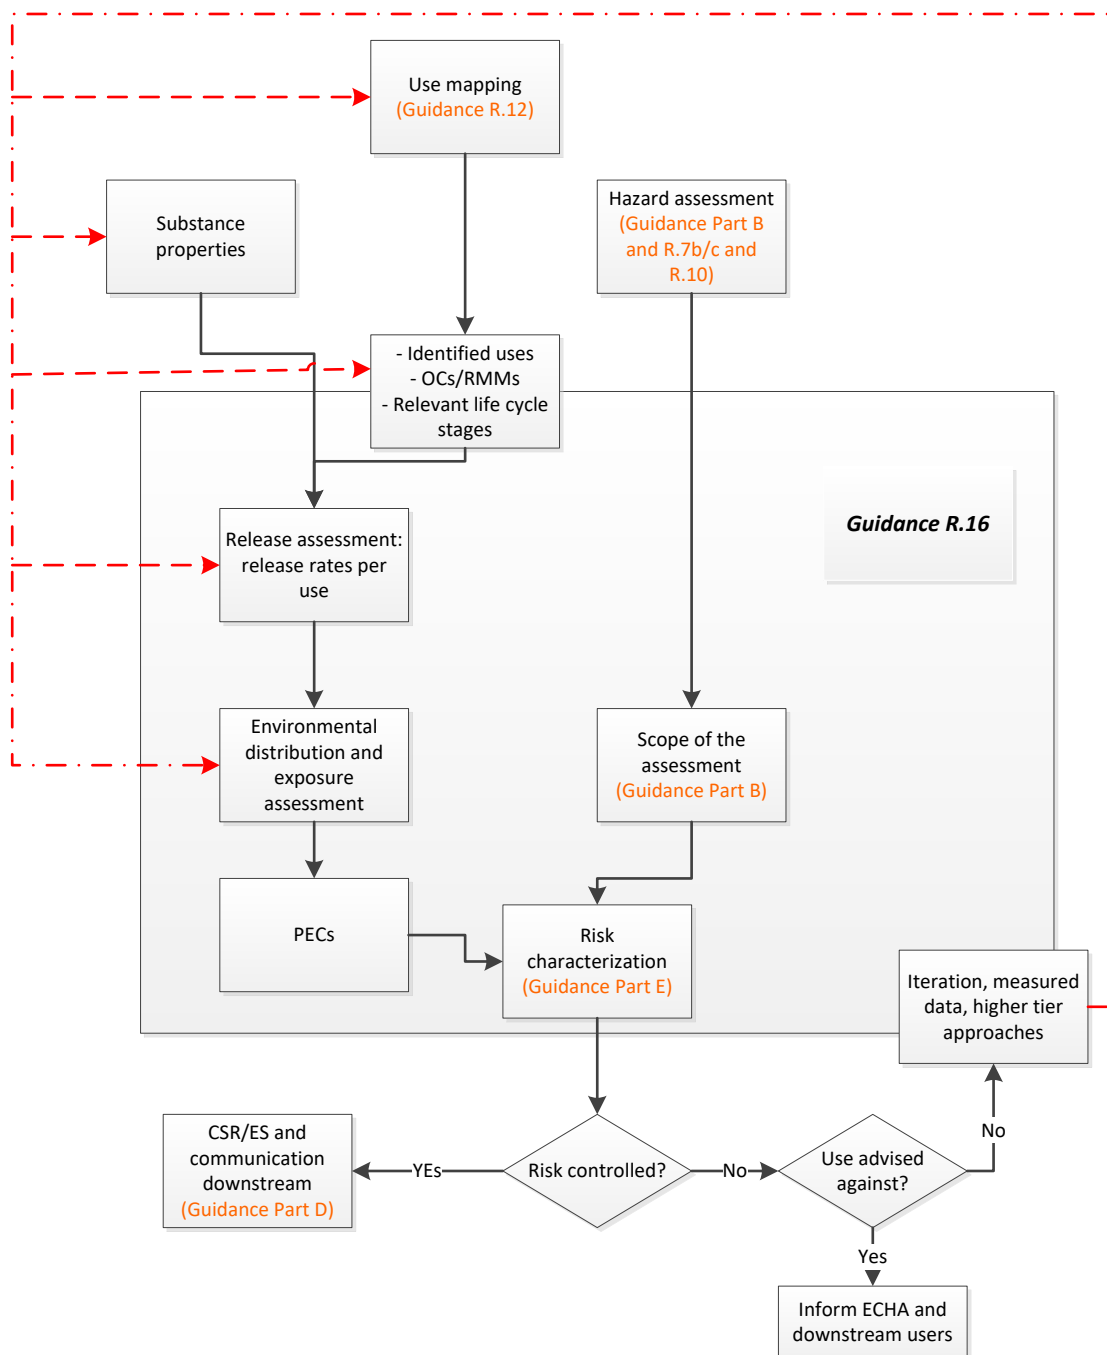 Use mapping
(Guidance R.12)
Substance
properties
Hazard assessment
(Guidance Part B
and R.7b/c and
R.10)
- Identified uses
- OCs/RMMs
- Relevant life cycle
stages
Guidance R.16
Release assessment:
release rates per
use
Environmental
distribution and
exposure
assessment
Scope of the
assessment
(Guidance Part B)
PECs
Risk
characterization
(Guidance Part E)
Iteration, measured
data, higher tier
approaches
CSR/ES and
communication
downstream
(Guidance Part D)
YEs
Risk controlled?
No
Use advised
against?
No
Yes
Inform ECHA and
downstream users